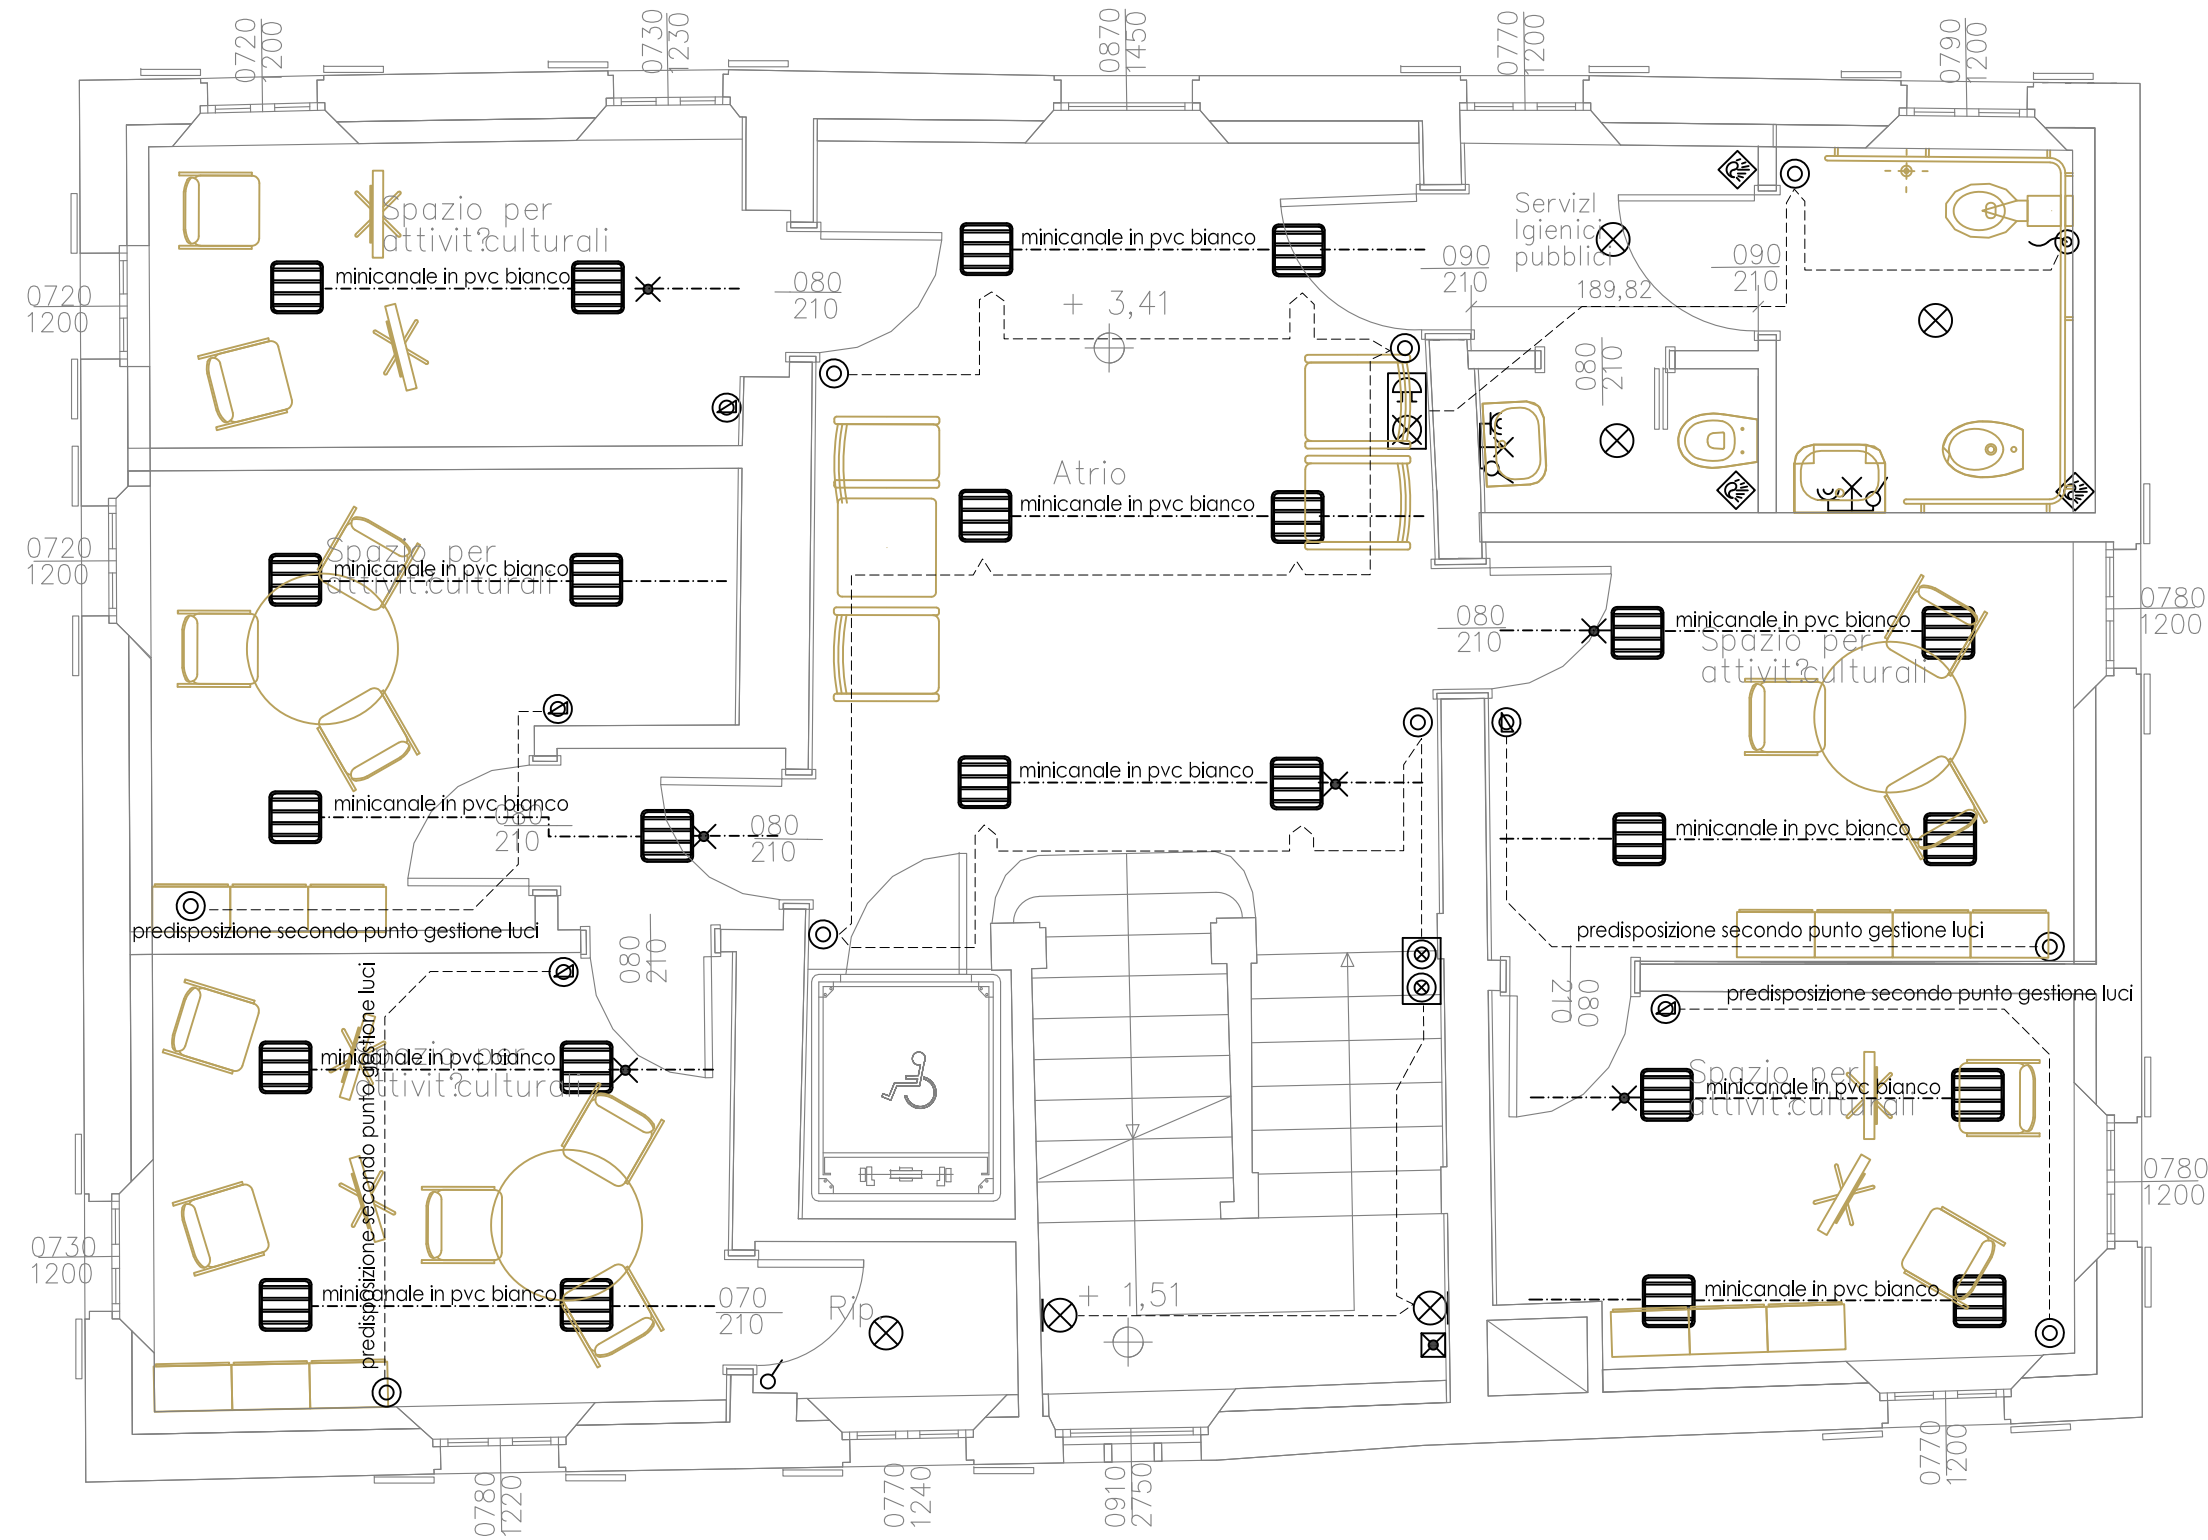 0720
1200
0730
1230
0870
1450
0770
1200
0790
1200
Spazio per
attivit?culturali
minicanale in pvc bianco
0720
1200
080
210
minicanale in pvc bianco
+ 3,41
Servizl
Igienici
pubblici
090
210
189,82
090
210
080
210
Atrio
minicanale in pvc bianco
Spazio per
attivit?culturali
minicanale in pvc bianco
0720
1200
minicanale in pvc bianco
080
210
080
210
predisposizione secondo punto gestione luci
minicanale in pvc bianco
080
210
minicanale in pvc bianco
Spazio per
attivit?culturali
0780
1200
minicanale in pvc bianco
predisposizione secondo punto gestione luci
080
210
predisposizione secondo punto gestione luci
080
210
predisposizione secondo punto gestione luci
Spazio per
attivit?culturali
minicanale in pvc bianco
Spazio per
attivit?culturali
minicanale in pvc bianco
0780
1200
0730
1200
minicanale in pvc bianco
070
210
Rip
+ 1,51
minicanale in pvc bianco
0780
1220
0770
1240
0910
2750
0770
1200